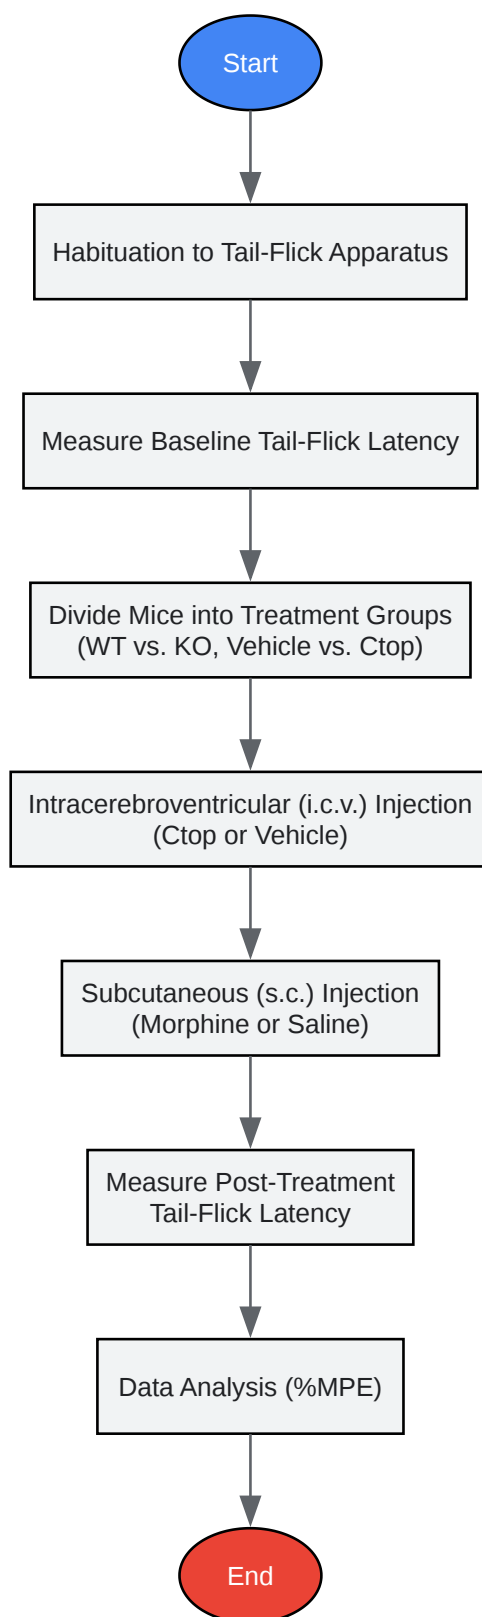 Start
Habituation to Tail-Flick Apparatus
Measure Baseline Tail-Flick Latency
Divide Mice into Treatment Groups
(WT vs. KO, Vehicle vs. Ctop)
Intracerebroventricular (i.c.v.) Injection
(Ctop or Vehicle)
Subcutaneous (s.c.) Injection
(Morphine or Saline)
Measure Post-Treatment
Tail-Flick Latency
Data Analysis (%MPE)
End